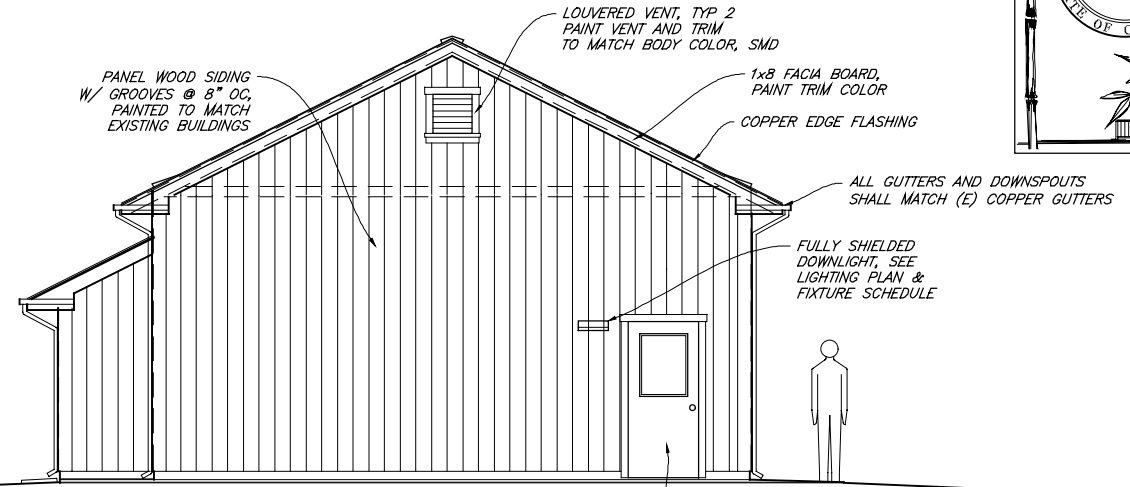 LOUVERED VENT, TYP 2
PAINT VENT AND TRIM
TO MATCH BODY COLOR, SMD
PANEL WOOD SIDING
W/ GROOVES @ 8" OC,
PAINTED TO MATCH
EXISTING BUILDINGS
1x8 FACIA BOARD,
PAINT TRIM COLOR
COPPER EDGE FLASHING
ALL GUTTERS AND DOWNSPOUTS
SHALL MATCH (E) COPPER GUTTERS
FULLY SHIELDED
DOWNLIGHT, SEE
LIGHTING PLAN &
FIXTURE SCHEDULE
OF